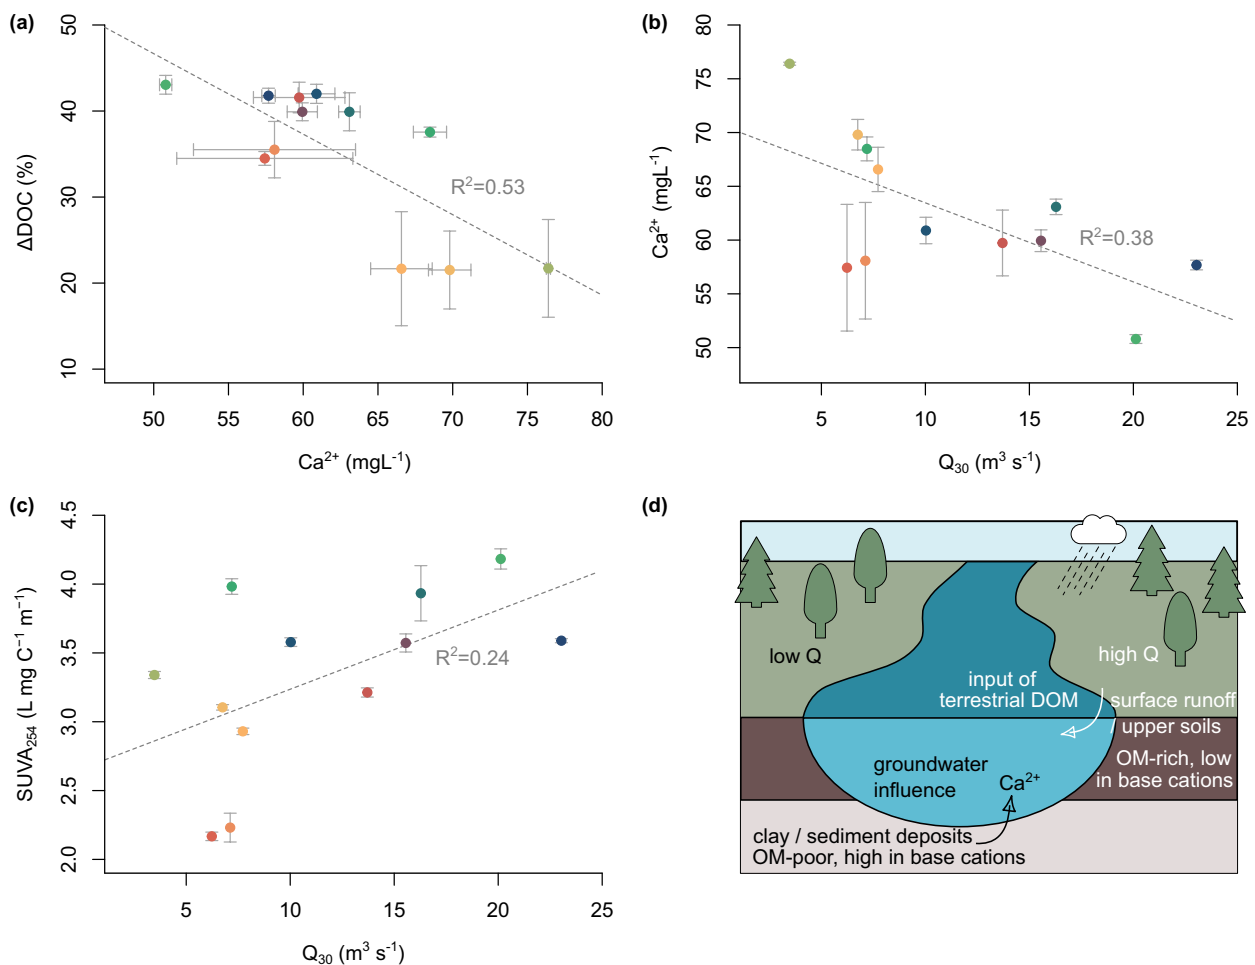 (a)
50
40
30
20
10
ΔDOC (%)
R²=0.53
50
55
60
65
70
75
80
Ca²⁺ (mgL⁻¹)
(b)
80
75
70
65
60
55
50
Ca²⁺ (mgL⁻¹)
R²=0.38
5
10
15
20
25
Q₃₀ (m³ s⁻¹)
(c)
4.5
4.0
3.5
3.0
2.5
2.0
SUVA₂₅₄ (L mg C⁻¹ m⁻¹)
R²=0.24
5
10
15
20
25
Q₃₀ (m³ s⁻¹)
(d)
low Q
high Q
input of
terrestrial DOM
surface runoff
/ upper soils
groundwater
influence
Ca²⁺
OM-rich, low
in base cations
clay / sediment deposits
OM-poor, high in base cations